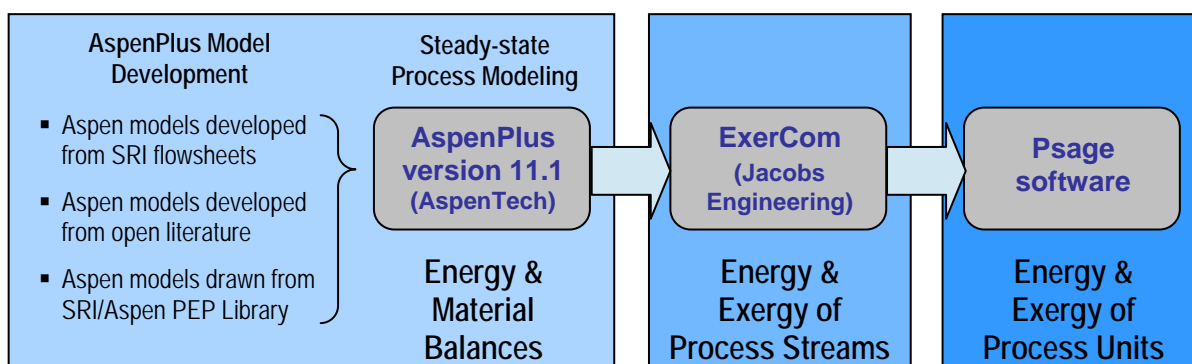 AspenPlus Model
Development
▪ Aspen models developed
from SRI flowsheets
▪ Aspen models developed
from open literature
▪ Aspen models drawn from
SRI/Aspen PEP Library
Steady-state
Process Modeling
AspenPlus
version 11.1
(AspenTech)
Energy &
Material
Balances
ExerCom
(Jacobs
Engineering)
Energy &
Exergy of
Process Streams
Psage
software
Energy &
Exergy of
Process Units